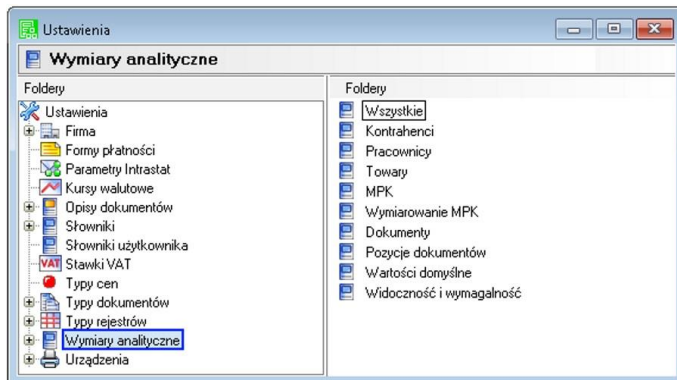 Ustawienia
Wymiary analityczne
Foldery
Ustawienia
Firma
Formy płatności
Parametry Intrastat
Kursy walutowe
Opisy dokumentów
Słowniki
Słowniki użytkownika
VAT Stawki VAT
Typy cen
Typy dokumentów
Typy rejestrów
Wymiary analityczne
Urządzenia
Foldery
Wszystkie
Kontrahenci
Pracownicy
Towary
MPK
Wymiarowanie MPK
Dokumenty
Pozycje dokumentów
Wartości domyślne
Widoczność i wymagalność